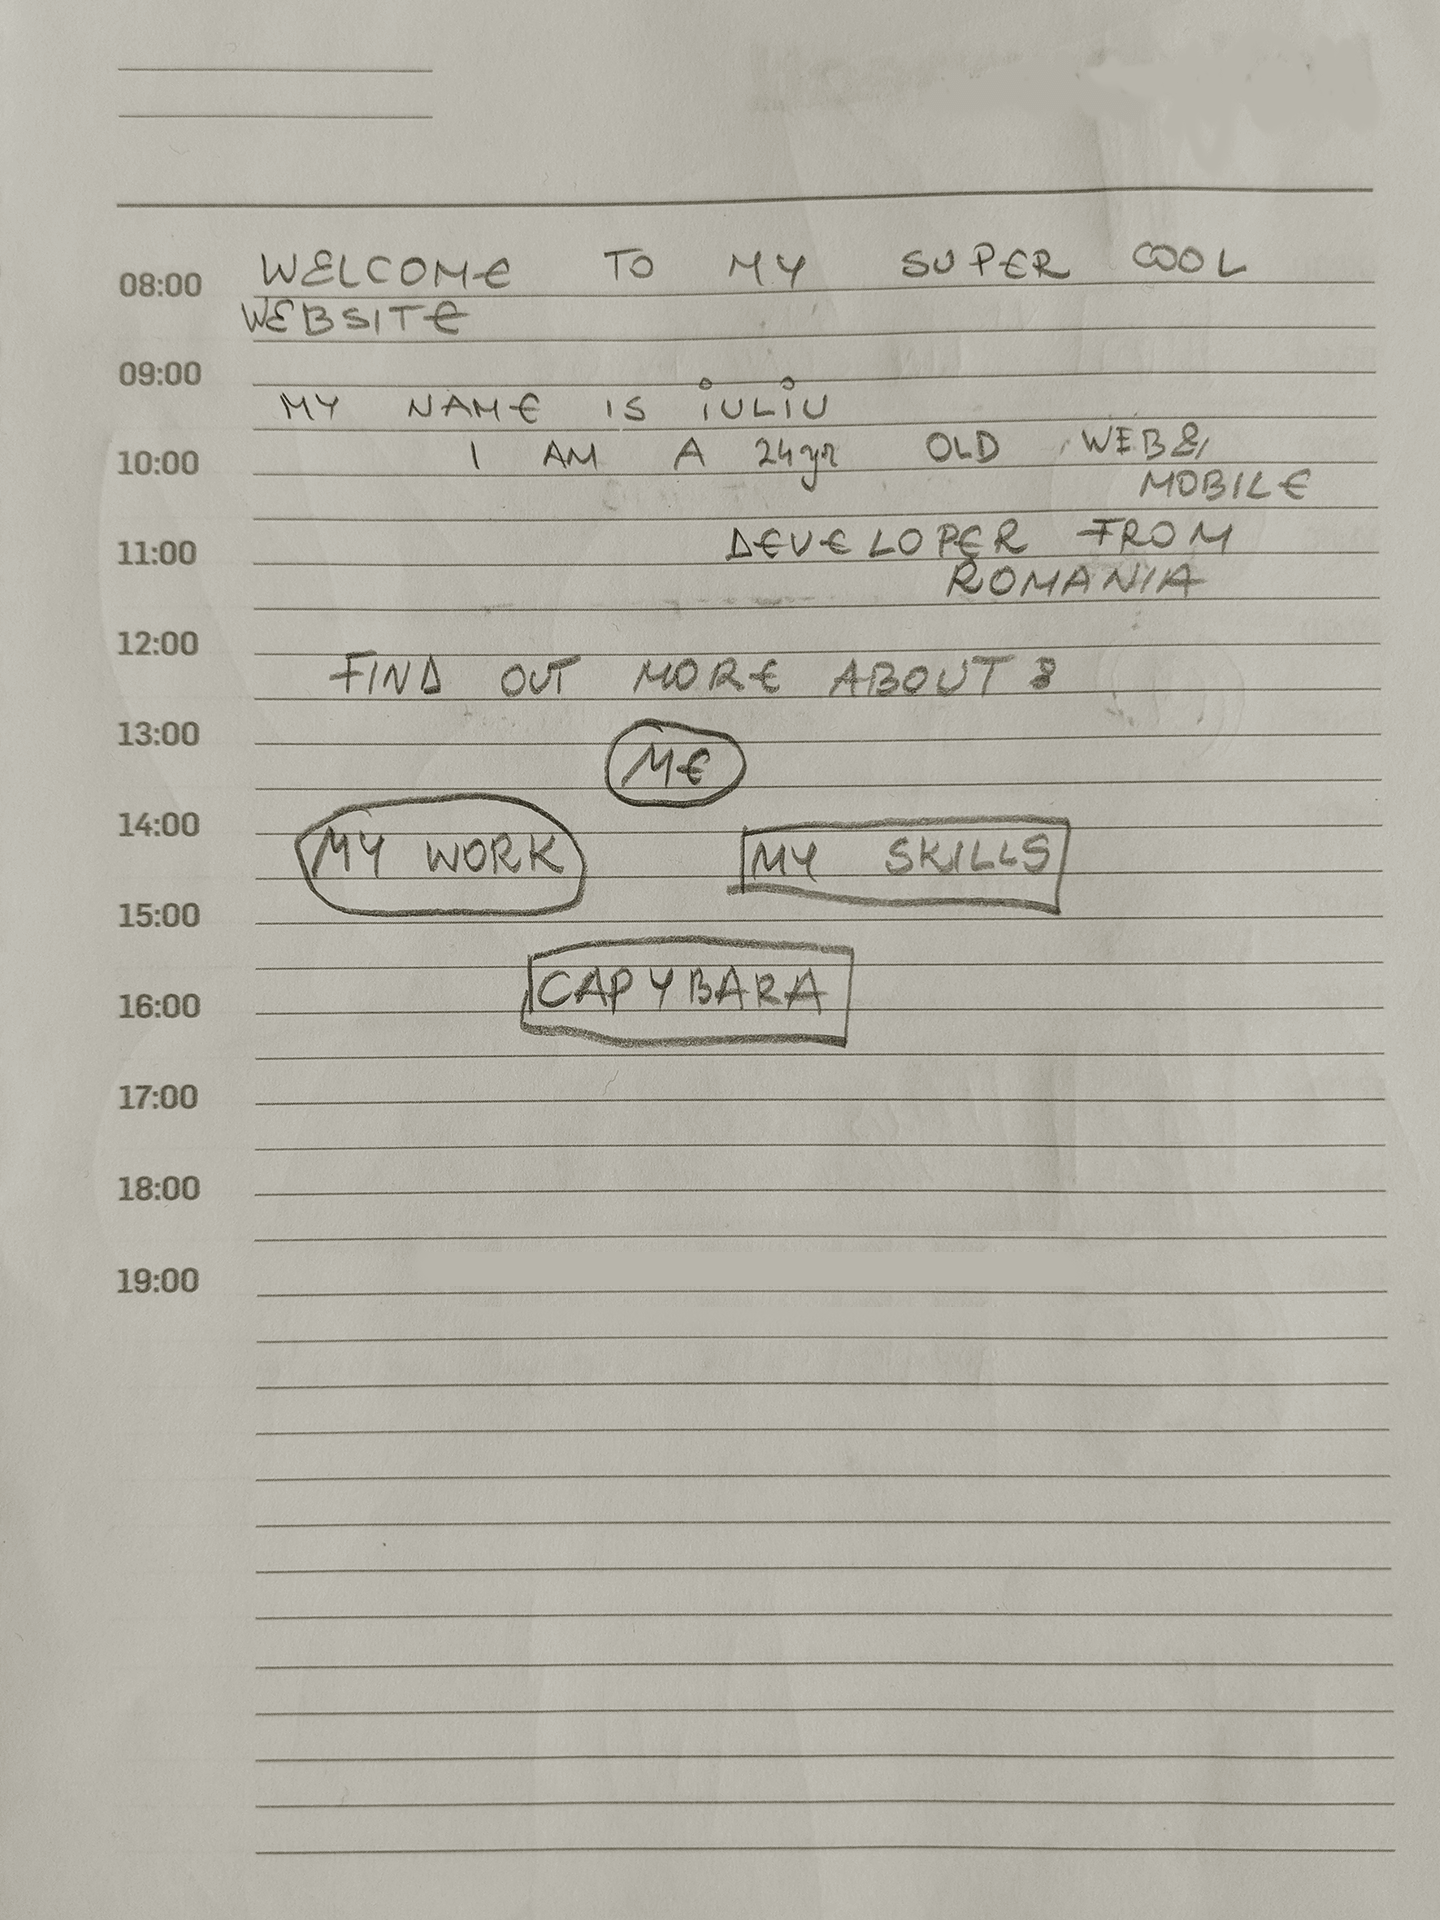 08:00 WELCOME TO MY SUPER COOL
WEBSITE
09:00
MY NAME IS iULiU
10:00 I AM A 24yr OLD WEB &
MOBILE
11:00 DEVELOPER FROM
ROMANIA
12:00
FIND OUT MORE ABOUT :
13:00
ME
14:00 MY WORK MY SKILLS
15:00
16:00 CAPYBARA
17:00
18:00
19:00